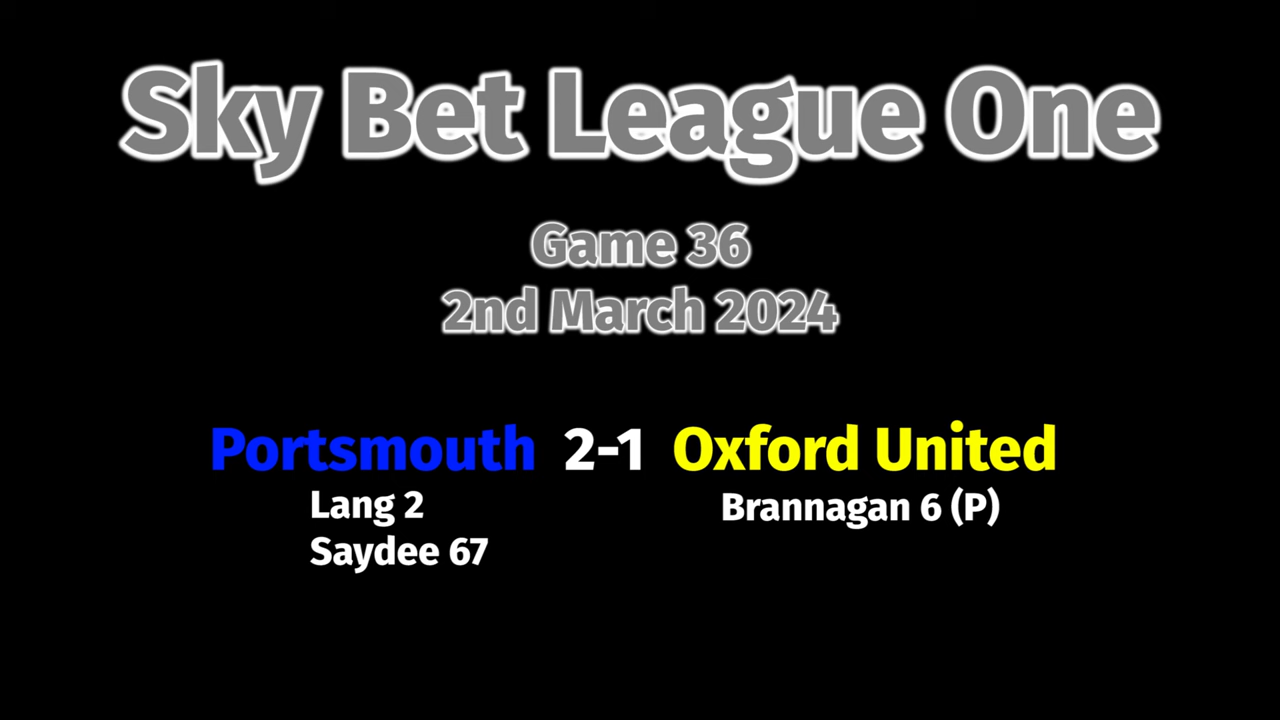 Sky Bet League One
Game 36
2nd March 2024
Portsmouth 2-1 Oxford United
Lang 2 Brannagan 6 (P)
Saydee 67